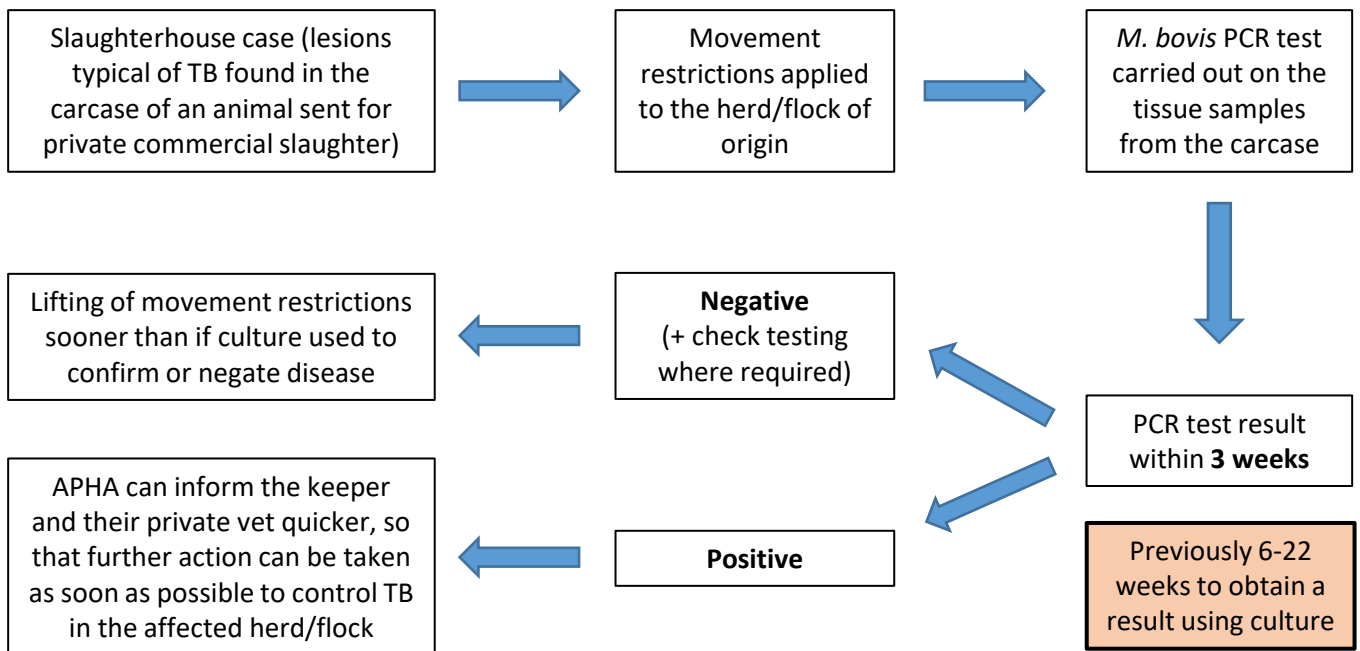 Slaughterhouse case (lesions
typical of TB found in the
carcase of an animal sent for
private commercial slaughter)
Movement
restrictions applied
to the herd/flock of
origin
M. bovis PCR test
carried out on the
tissue samples
from the carcase
PCR test result
within 3 weeks
Previously 6-22
weeks to obtain a
result using culture
Negative
(+ check testing
where required)
Lifting of movement restrictions
sooner than if culture used to
confirm or negate disease
Positive
APHA can inform the keeper
and their private vet quicker, so
that further action can be taken
as soon as possible to control TB
in the affected herd/flock